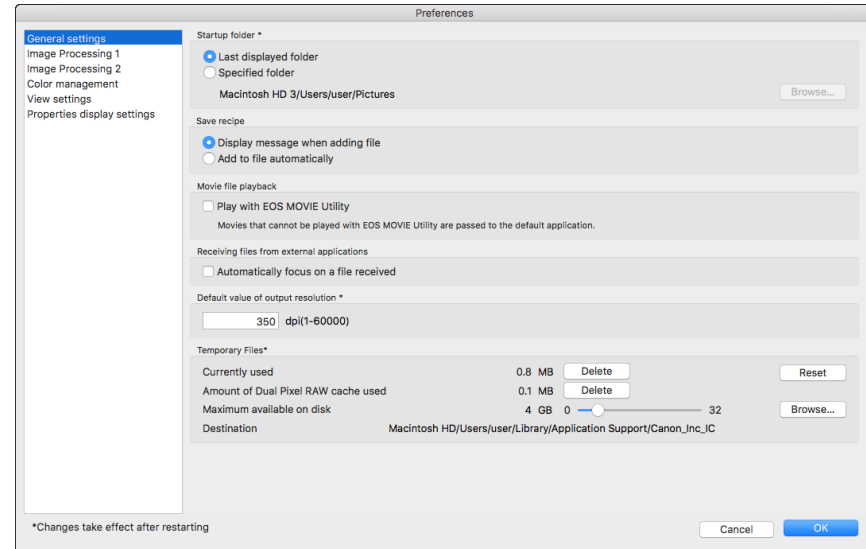 Preferences
General settings
Image Processing 1
Image Processing 2
Color management
View settings
Properties display settings
Startup folder *
Last displayed folder
Specified folder
Macintosh HD 3/Users/user/Pictures
Browse...
Save recipe
Display message when adding file
Add to file automatically
Movie file playback
Play with EOS MOVIE Utility
Movies that cannot be played with EOS MOVIE Utility are passed to the default application.
Receiving files from external applications
Automatically focus on a file received
Default value of output resolution *
350 dpi(1-60000)
Temporary Files*
Currently used 0.8 MB Delete Reset
Amount of Dual Pixel RAW cache used 0.1 MB Delete
Maximum available on disk 4 GB 0 32 Browse...
Destination Macintosh HD/Users/user/Library/Application Support/Canon_Inc_IC
*Changes take effect after restarting
Cancel OK